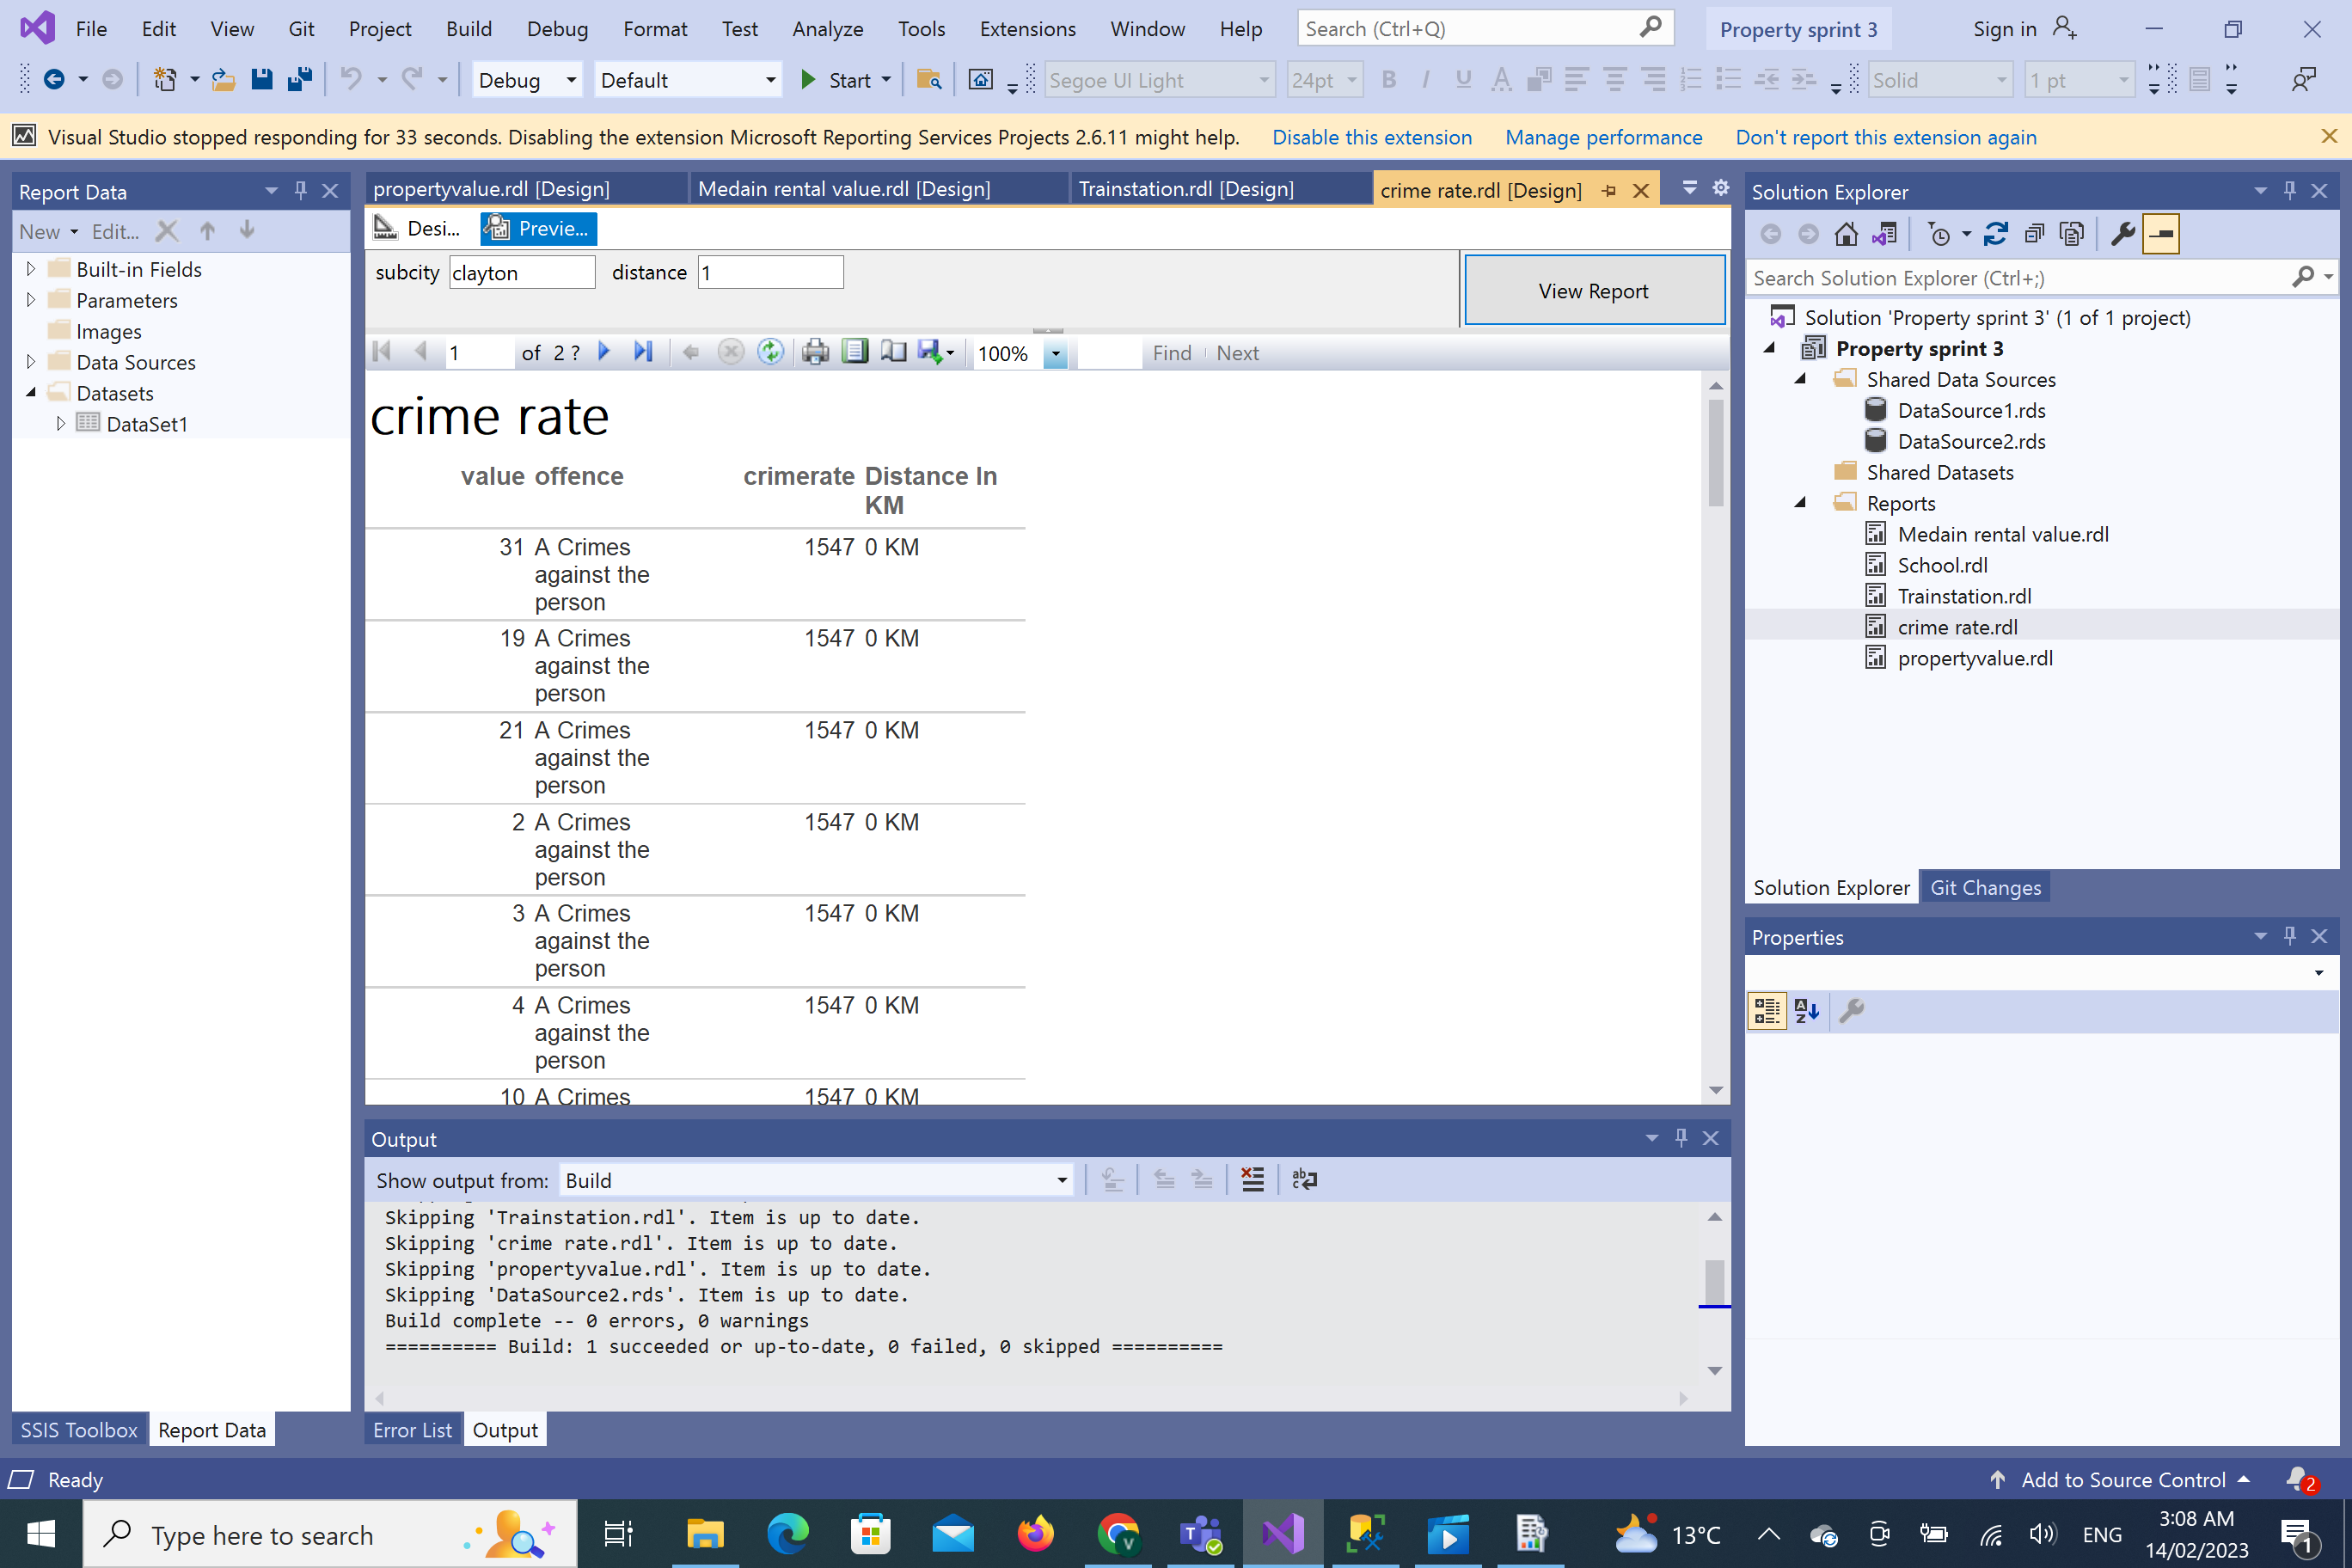 File Edit View Git Project Build Debug Format Test Analyze Tools Extensions Window Help Search (Ctrl+Q) Property sprint 3 Sign in
Debug Default Start Segoe UI Light 24pt B I U A Solid 1 pt
Visual Studio stopped responding for 33 seconds. Disabling the extension Microsoft Reporting Services Projects 2.6.11 might help. Disable this extension Manage performance Don't report this extension again
Report Data
New Edit...
Built-in Fields
Parameters
Images
Data Sources
Datasets
DataSet1
SSIS Toolbox Report Data
propertyvalue.rdl [Design] Medain rental value.rdl [Design] Trainstation.rdl [Design] crime rate.rdl [Design]
Desi... Previe...
subcity clayton distance 1 View Report
1 of 2 ? 100% Find Next
crime rate
value offence crimerate Distance In
KM
31 A Crimes 1547 0 KM
against the
person
19 A Crimes 1547 0 KM
against the
person
21 A Crimes 1547 0 KM
against the
person
2 A Crimes 1547 0 KM
against the
person
3 A Crimes 1547 0 KM
against the
person
4 A Crimes 1547 0 KM
against the
person
10 A Crimes 1547 0 KM
Output
Show output from: Build
Skipping 'Trainstation.rdl'. Item is up to date.
Skipping 'crime rate.rdl'. Item is up to date.
Skipping 'propertyvalue.rdl'. Item is up to date.
Skipping 'DataSource2.rds'. Item is up to date.
Build complete -- 0 errors, 0 warnings
========== Build: 1 succeeded or up-to-date, 0 failed, 0 skipped ==========
Error List Output
Solution Explorer
Search Solution Explorer (Ctrl+;)
Solution 'Property sprint 3' (1 of 1 project)
Property sprint 3
Shared Data Sources
DataSource1.rds
DataSource2.rds
Shared Datasets
Reports
Medain rental value.rdl
School.rdl
Trainstation.rdl
crime rate.rdl
propertyvalue.rdl
Solution Explorer Git Changes
Properties
Ready Add to Source Control 2
Type here to search 13°C ENG 3:08 AM
14/02/2023 1